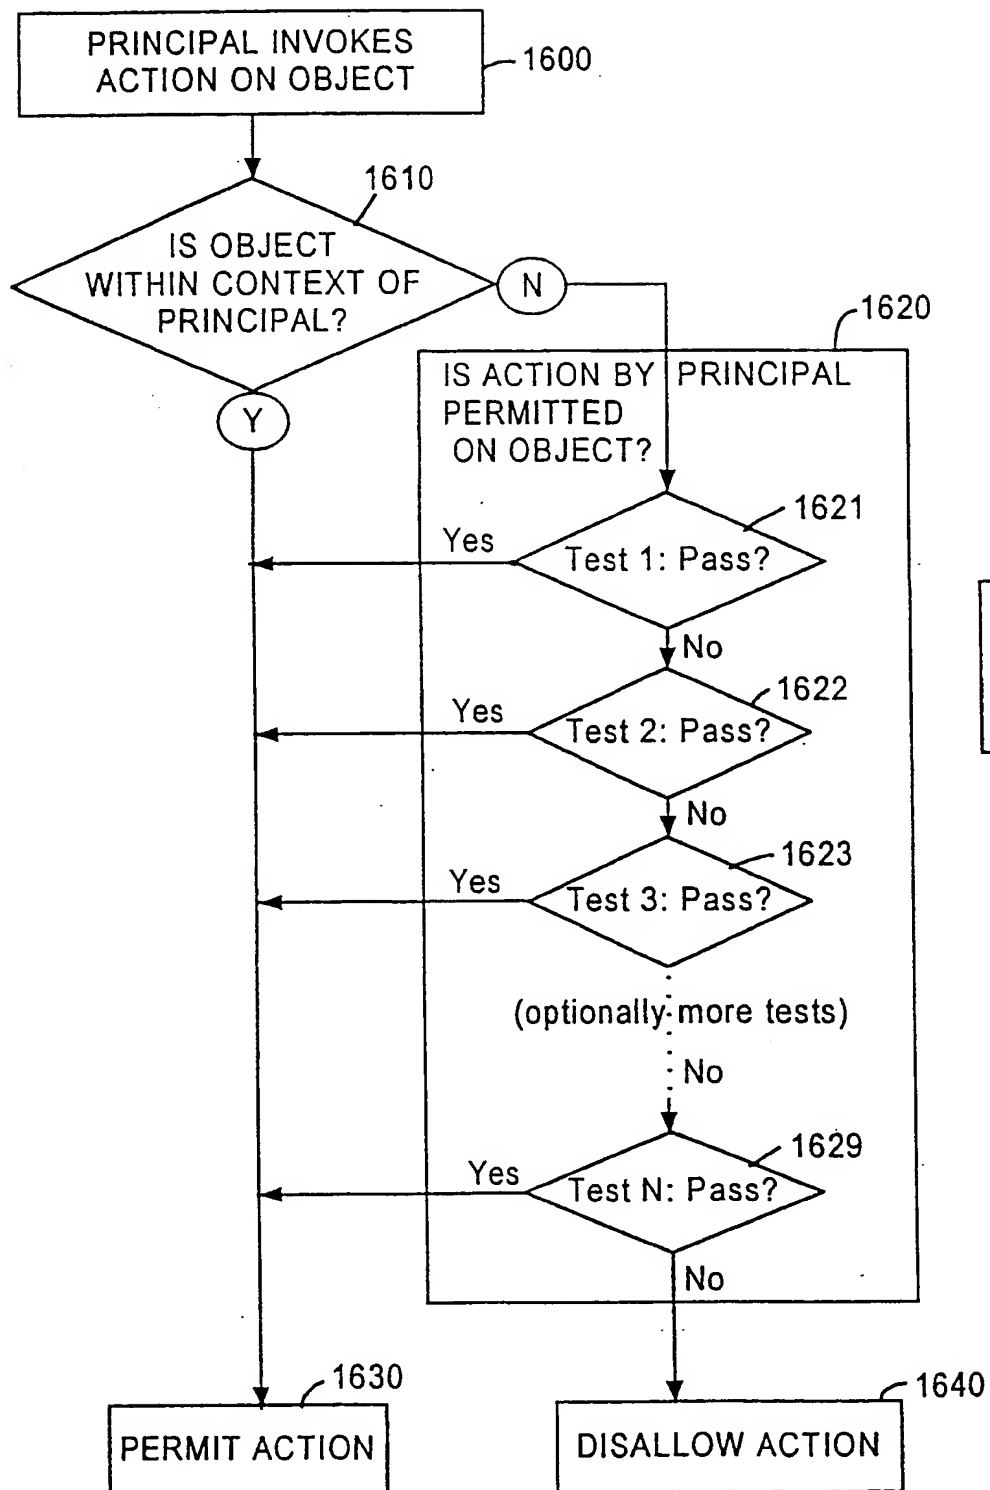 PRINCIPAL INVOKES
ACTION ON OBJECT
1600
1610
IS OBJECT
WITHIN CONTEXT OF
PRINCIPAL?
N
Y
1620
IS ACTION BY PRINCIPAL
PERMITTED
ON OBJECT?
1621
Test 1: Pass?
Yes
No
1622
Test 2: Pass?
Yes
No
1623
Test 3: Pass?
Yes
(optionally more tests)
No
1629
Test N: Pass?
Yes
No
1630
PERMIT ACTION
1640
DISALLOW ACTION